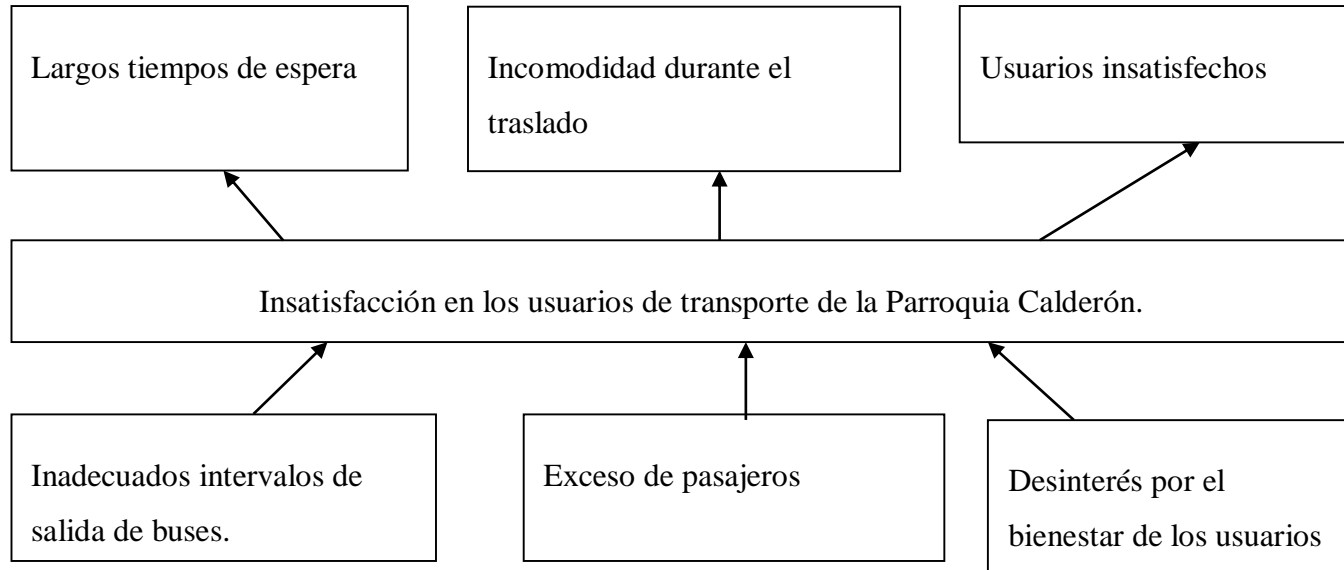 Largos tiempos de espera
Incomodidad durante el
traslado
Usuarios insatisfechos
Insatisfacción en los usuarios de transporte de la Parroquia Calderón.
Inadecuados intervalos de
salida de buses.
Exceso de pasajeros
Desinterés por el
bienestar de los usuarios